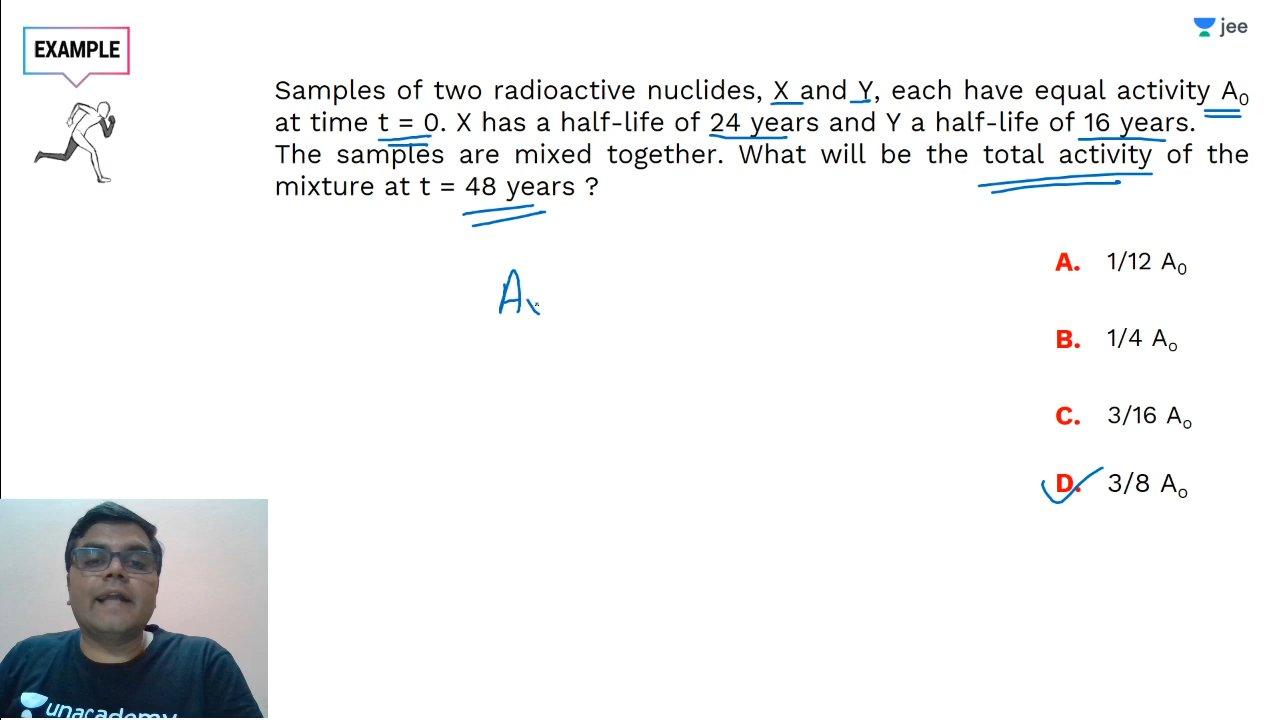 EXAMPLE
jee
Samples of two radioactive nuclides, X and Y, each have equal activity A₀
at time t = 0. X has a half-life of 24 years and Y a half-life of 16 years.
The samples are mixed together. What will be the total activity of the
mixture at t = 48 years ?
A. 1/12 A₀
Aₓ
B. 1/4 Aₒ
C. 3/16 Aₒ
D. 3/8 Aₒ
unacademy